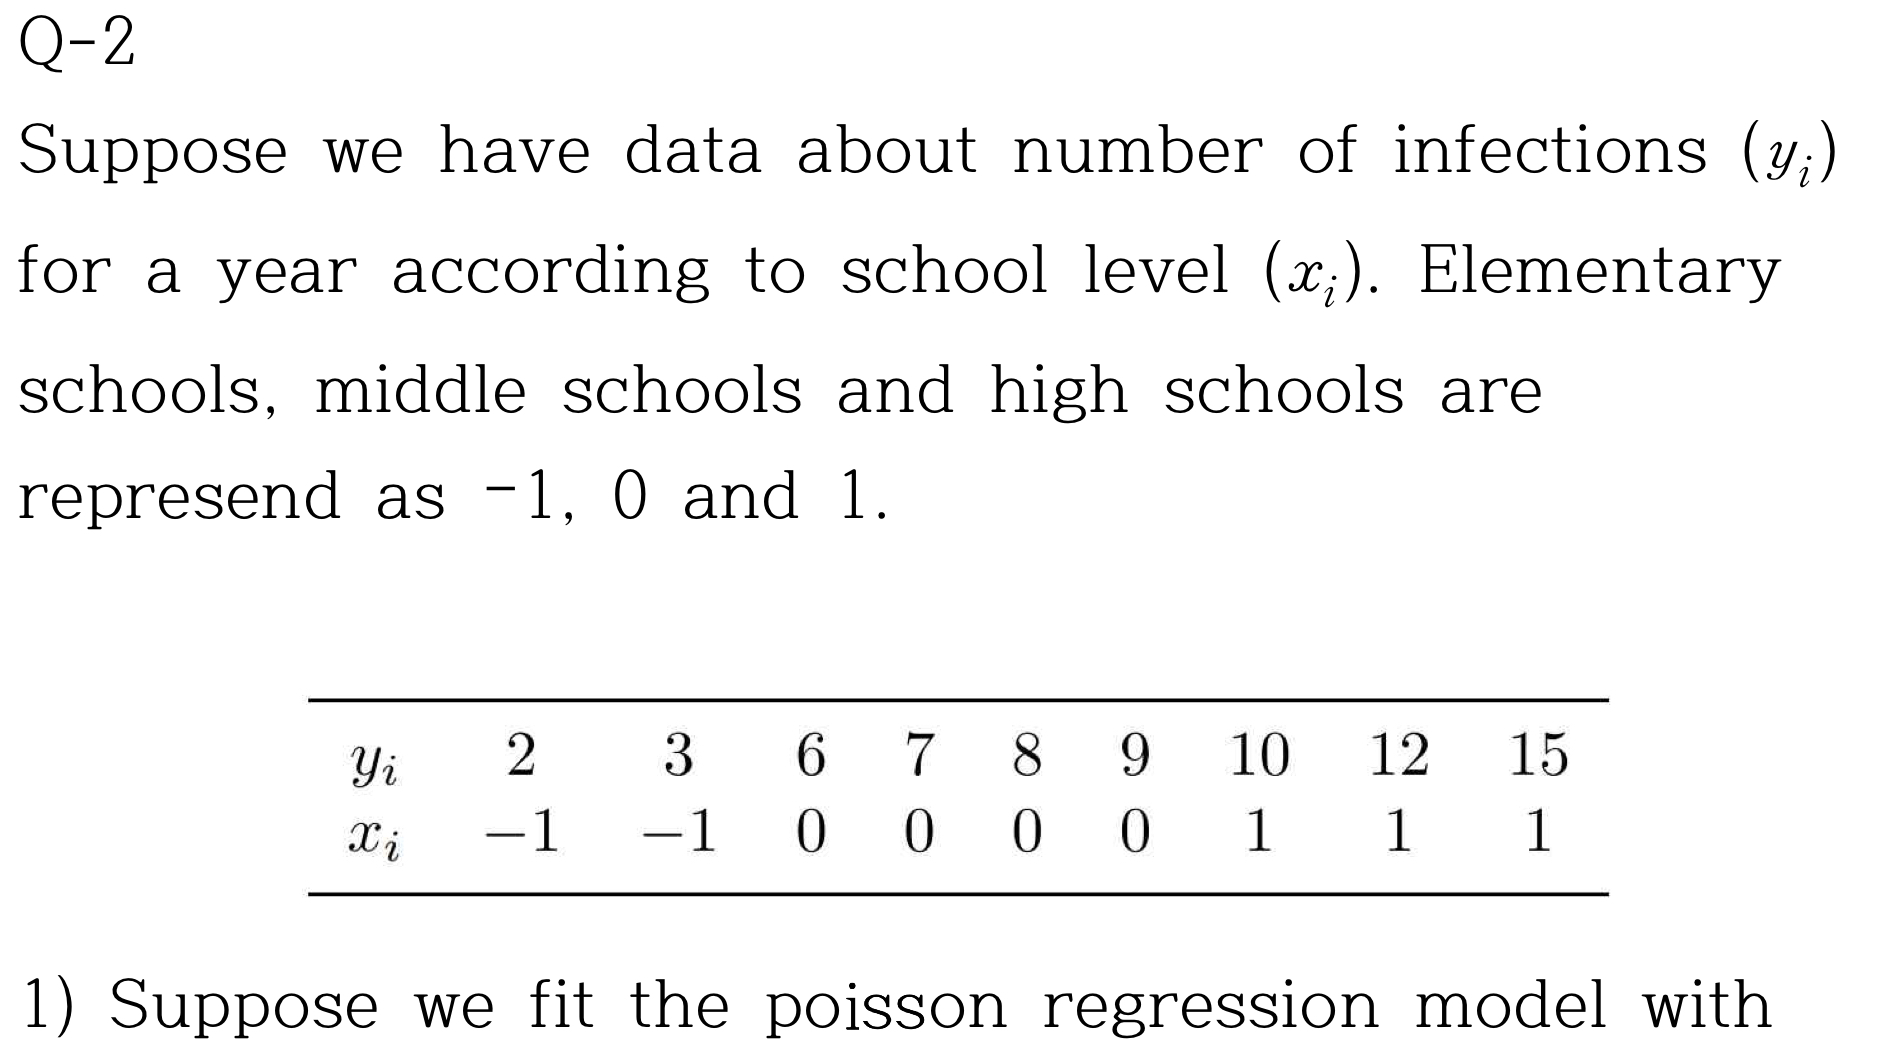 Q-2
Suppose we have data about number of infections (y_i)
for a year according to school level (x_i). Elementary
schools, middle schools and high schools are
represend as -1, 0 and 1.
y_i 2 3 6 7 8 9 10 12 15
x_i −1 −1 0 0 0 0 1 1 1
1) Suppose we fit the poisson regression model with